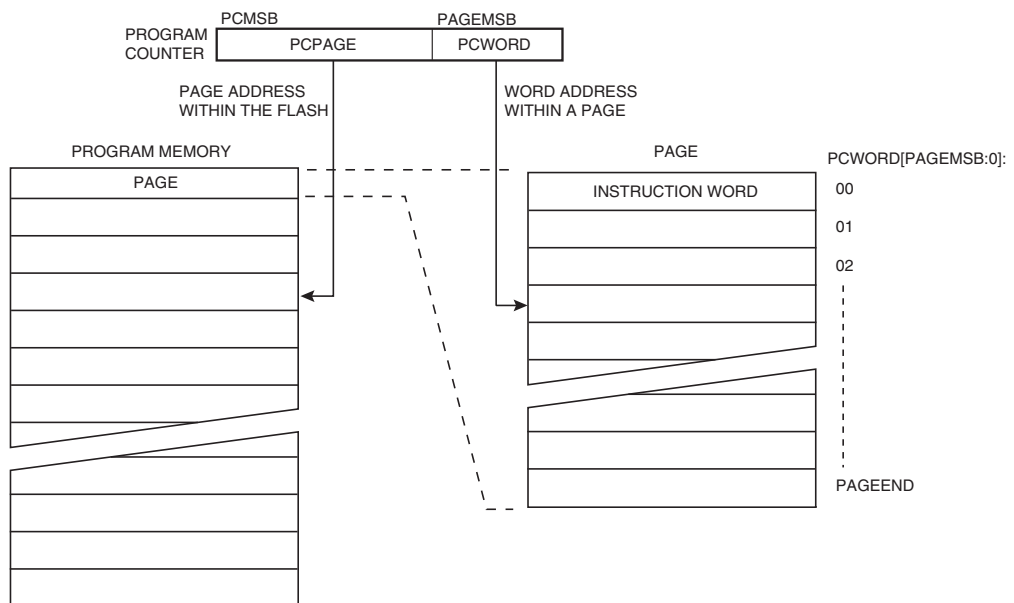 PCMSB
PAGEMSB
PROGRAM
COUNTER
PCPAGE
PCWORD
PAGE ADDRESS
WITHIN THE FLASH
WORD ADDRESS
WITHIN A PAGE
PROGRAM MEMORY
PAGE
PAGE
INSTRUCTION WORD
PCWORD[PAGEMSB:0]:
00
01
02
PAGEEND